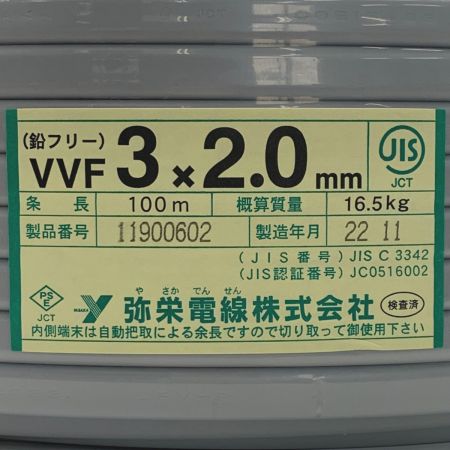 (鉛フリー)
VVF 3×2.0mm
JIS
JCT
条長 100m 概算質量 16.5kg
製品番号 11900602 製造年月 22 11
(JIS番号) JIS C 3342
(JIS認証番号) JC0516002
PS
E
JCT
YASAKA
や さか でん せん
弥栄電線株式会社
検査済
内側端末は自動把取による余長ですので切り取って御使用下さい